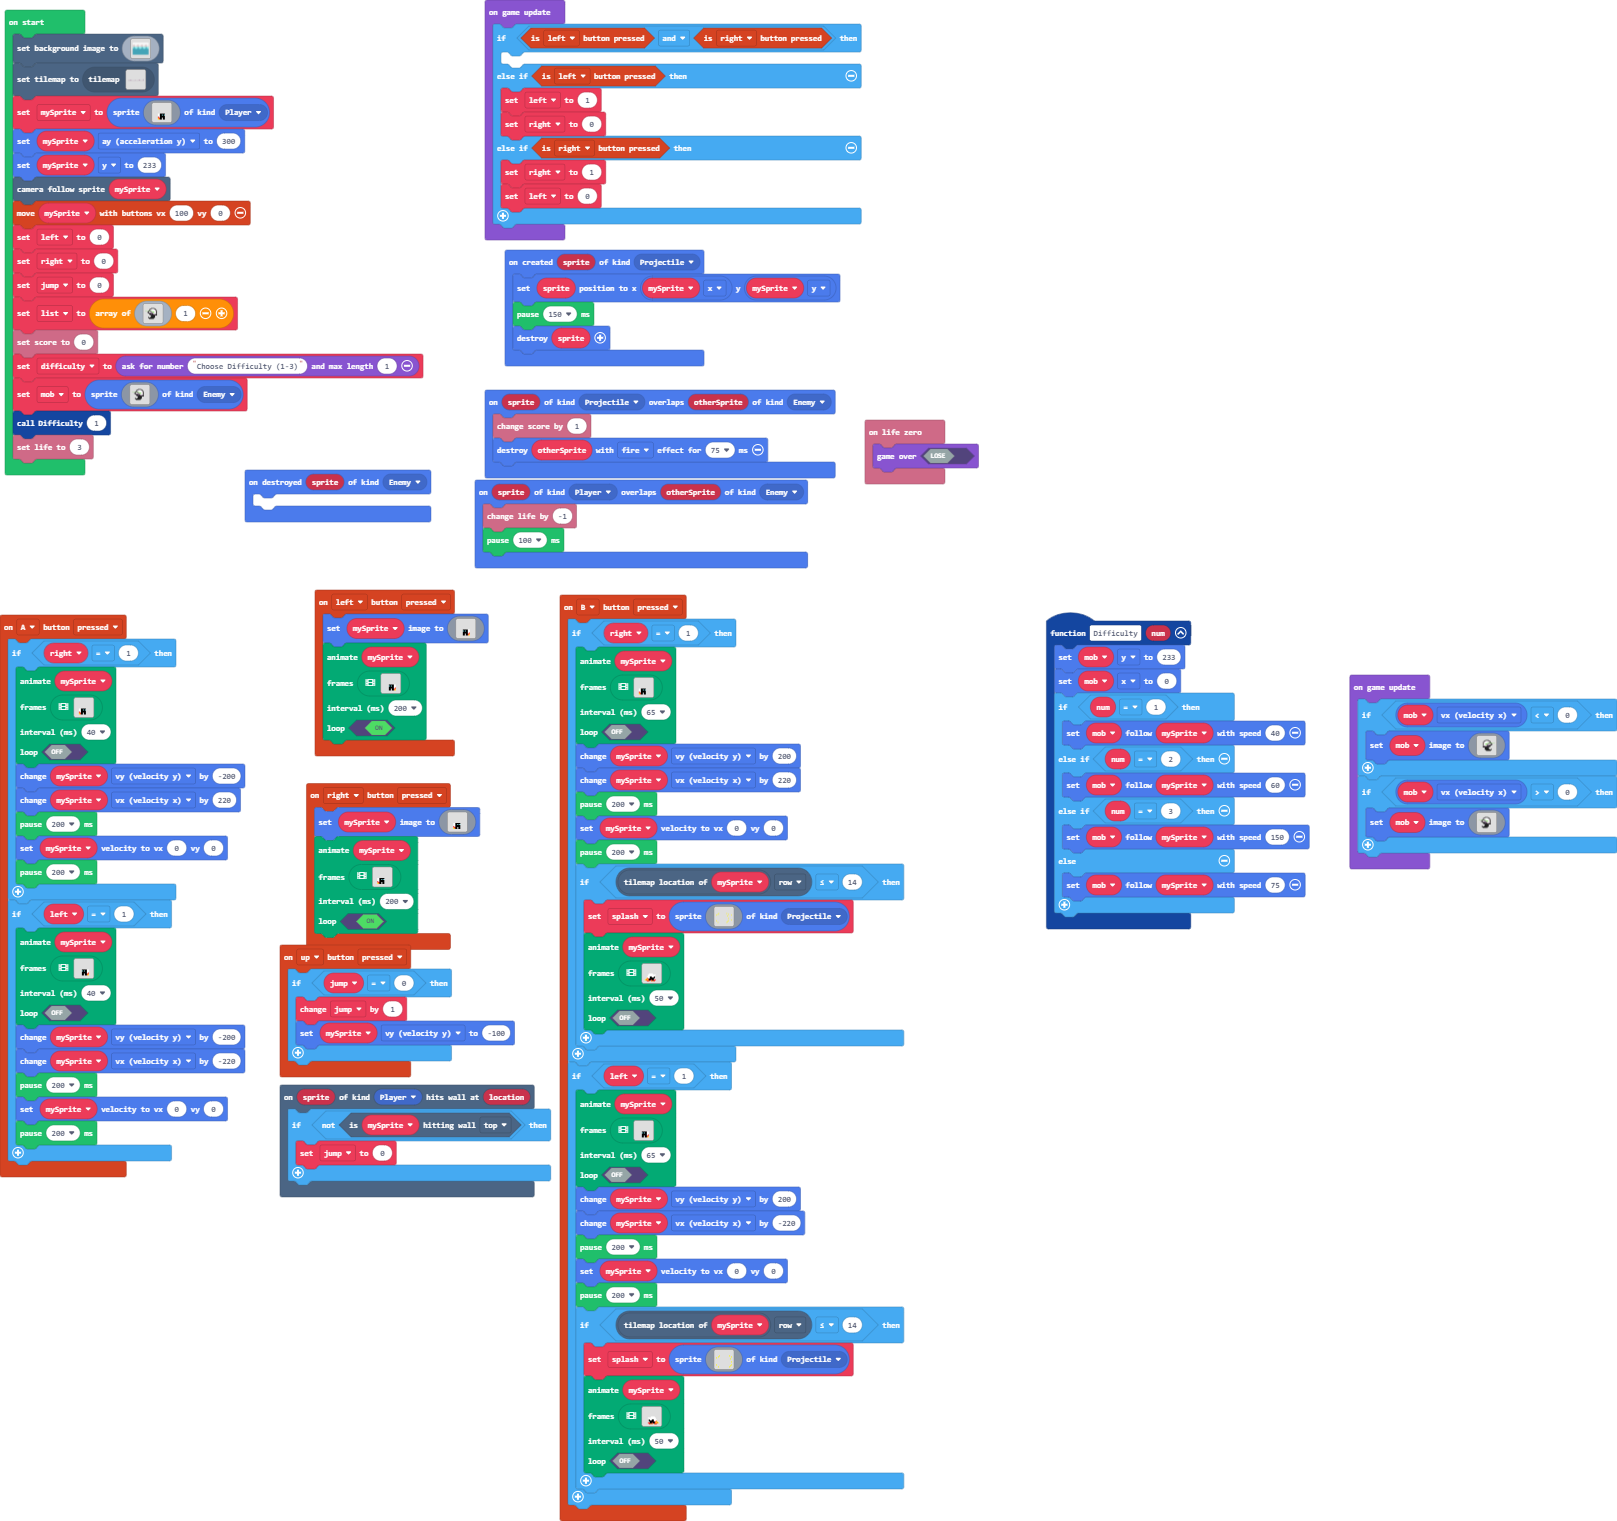 on start
set background image to
set tilemap to tilemap
set mySprite to sprite of kind Player
set mySprite ay (acceleration y) to 300
set mySprite y to 233
camera follow sprite mySprite
move mySprite with buttons vx 100 vy 0
set left to 0
set right to 0
set jump to 0
set list to array of 1
set score to 0
set difficulty to ask for number "Choose Difficulty (1-3)" and max length 1
set mob to sprite of kind Enemy
call Difficulty 1
set life to 3
on game update
if is left button pressed and is right button pressed then
else if is left button pressed then
set left to 1
set right to 0
else if is right button pressed then
set right to 1
set left to 0
on created sprite of kind Projectile
set sprite position to x mySprite x y mySprite y
pause 150 ms
destroy sprite
on sprite of kind Projectile overlaps otherSprite of kind Enemy
change score by 1
destroy otherSprite with fire effect for 75 ms
on life zero
game over LOSE
on destroyed sprite of kind Enemy
on sprite of kind Player overlaps otherSprite of kind Enemy
change life by -1
pause 100 ms
on A button pressed
if right = 1 then
animate mySprite
frames
interval (ms) 40
loop OFF
change mySprite vy (velocity y) by -200
change mySprite vx (velocity x) by 220
pause 200 ms
set mySprite velocity to vx 0 vy 0
pause 200 ms
if left = 1 then
animate mySprite
frames
interval (ms) 40
loop OFF
change mySprite vy (velocity y) by -200
change mySprite vx (velocity x) by -220
pause 200 ms
set mySprite velocity to vx 0 vy 0
pause 200 ms
on left button pressed
set mySprite image to
animate mySprite
frames
interval (ms) 200
loop ON
on right button pressed
set mySprite image to
animate mySprite
frames
interval (ms) 200
loop ON
on up button pressed
if jump = 0 then
change jump by 1
set mySprite vy (velocity y) to -100
on sprite of kind Player hits wall at location
if not is mySprite hitting wall top then
set jump to 0
on B button pressed
if right = 1 then
animate mySprite
frames
interval (ms) 65
loop OFF
change mySprite vy (velocity y) by 200
change mySprite vx (velocity x) by 220
pause 200 ms
set mySprite velocity to vx 0 vy 0
pause 200 ms
if tilemap location of mySprite row ≤ 14 then
set splash to sprite of kind Projectile
animate mySprite
frames
interval (ms) 50
loop OFF
if left = 1 then
animate mySprite
frames
interval (ms) 65
loop OFF
change mySprite vy (velocity y) by 200
change mySprite vx (velocity x) by -220
pause 200 ms
set mySprite velocity to vx 0 vy 0
pause 200 ms
if tilemap location of mySprite row ≤ 14 then
set splash to sprite of kind Projectile
animate mySprite
frames
interval (ms) 50
loop OFF
function Difficulty num
set mob y to 233
set mob x to 0
if num = 1 then
set mob follow mySprite with speed 40
else if num = 2 then
set mob follow mySprite with speed 60
else if num = 3 then
set mob follow mySprite with speed 150
else
set mob follow mySprite with speed 75
on game update
if mob vx (velocity x) < 0 then
set mob image to
if mob vx (velocity x) > 0 then
set mob image to